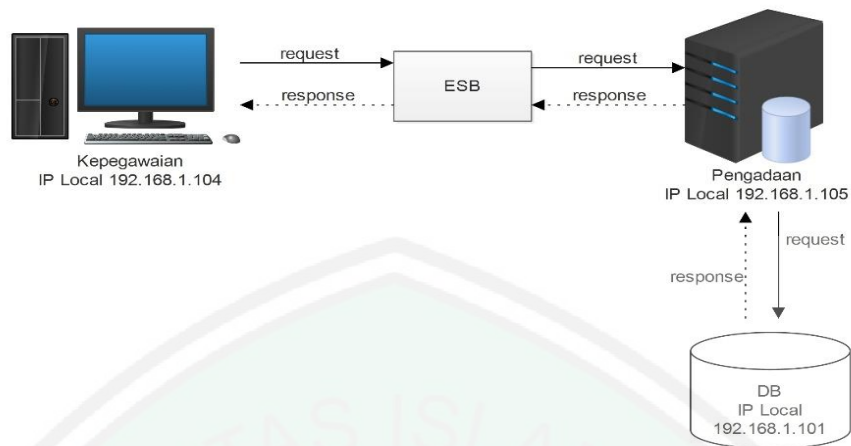 request
response
ESB
request
response
Kepegawaian
IP Local 192.168.1.104
Pengadaan
IP Local 192.168.1.105
request
response
DB
IP Local
192.168.1.101